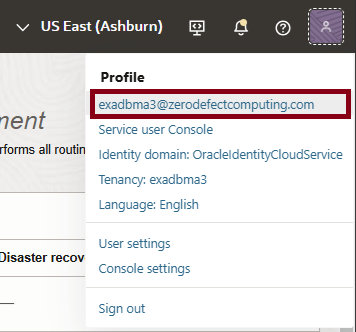 US East (Ashburn)
Profile
ment
exadbma3@zerodefectcomputing.com
erforms all routin
Service user Console
Identity domain: OracleIdentityCloudService
Tenancy: exadbma3
Language: English
User settings
Disaster recov
Console settings
Sign out